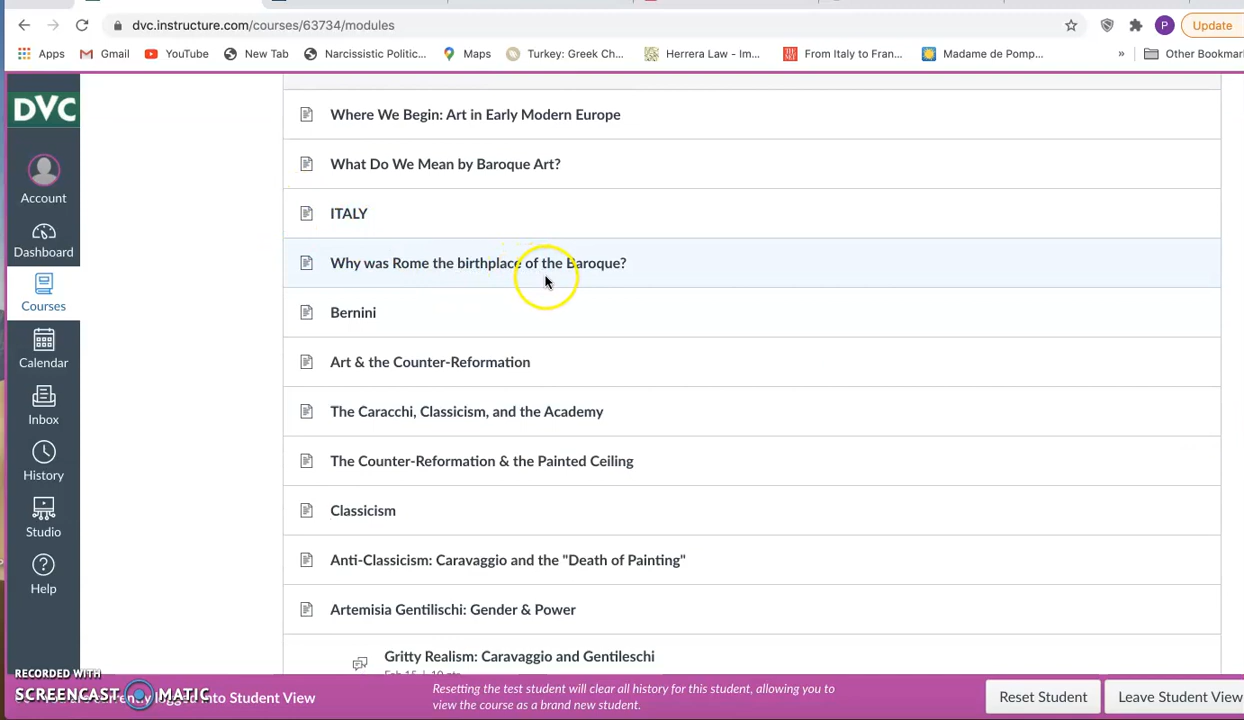 dvc.instructure.com/courses/63734/modules
P
Update
Apps
Gmail
YouTube
New Tab
Narcissistic Politic...
Maps
Turkey: Greek Ch...
Herrera Law - Im...
From Italy to Fran...
Madame de Pomp...
»
Other Bookmar
DVC
Account
Dashboard
Courses
Calendar
Inbox
History
Studio
Help
Where We Begin: Art in Early Modern Europe
What Do We Mean by Baroque Art?
ITALY
Why was Rome the birthplace of the Baroque?
Bernini
Art & the Counter-Reformation
The Caracchi, Classicism, and the Academy
The Counter-Reformation & the Painted Ceiling
Classicism
Anti-Classicism: Caravaggio and the "Death of Painting"
Artemisia Gentilischi: Gender & Power
Gritty Realism: Caravaggio and Gentileschi
RECORDED WITH
SCREENCAST MATIC
logged into Student View
Resetting the test student will clear all history for this student, allowing you to
view the course as a brand new student.
Reset Student
Leave Student View